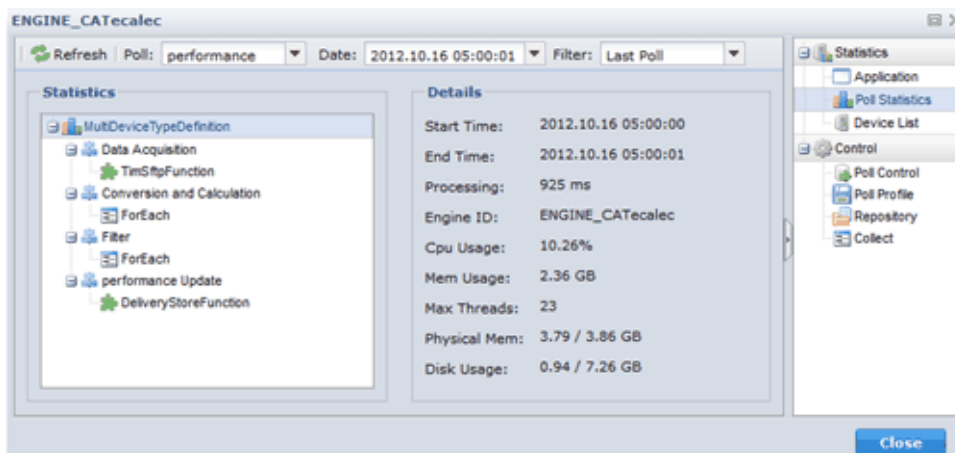 ENGINE_CATecalec
Refresh Poll: performance Date: 2012.10.16 05:00:01 Filter: Last Poll
Statistics
MultiDeviceTypeDefinition
Data Acquisition
TimSftpFunction
Conversion and Calculation
ForEach
Filter
ForEach
performance Update
DeliveryStoreFunction
Details
Start Time: 2012.10.16 05:00:00
End Time: 2012.10.16 05:00:01
Processing: 925 ms
Engine ID: ENGINE_CATecalec
Cpu Usage: 10.26%
Mem Usage: 2.36 GB
Max Threads: 23
Physical Mem: 3.79 / 3.86 GB
Disk Usage: 0.94 / 7.26 GB
Statistics
Application
Poll Statistics
Device List
Control
Poll Control
Poll Profile
Repository
Collect
Close